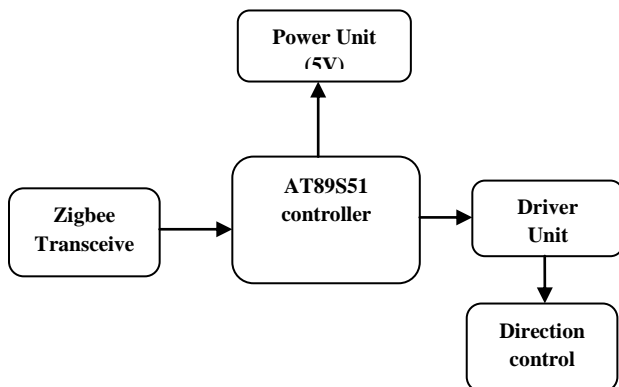 Power Unit
(5V)
AT89S51
controller
Zigbee
Transceive
Driver
Unit
Direction
control